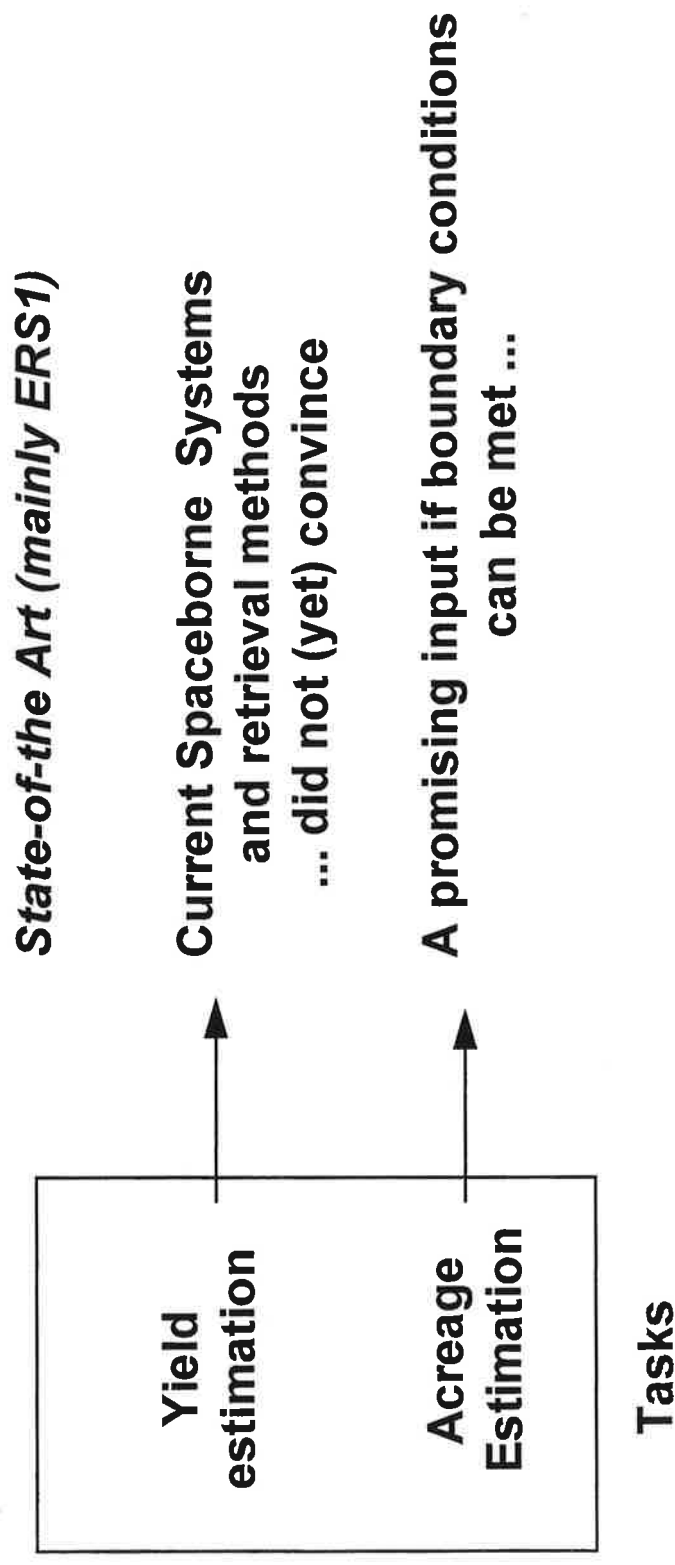 State-of-the Art (mainly ERS1)
Yield
estimation
Current Spaceborne Systems
and retrieval methods
... did not (yet) convince
Acreage
Estimation
A promising input if boundary conditions
can be met ...
Tasks